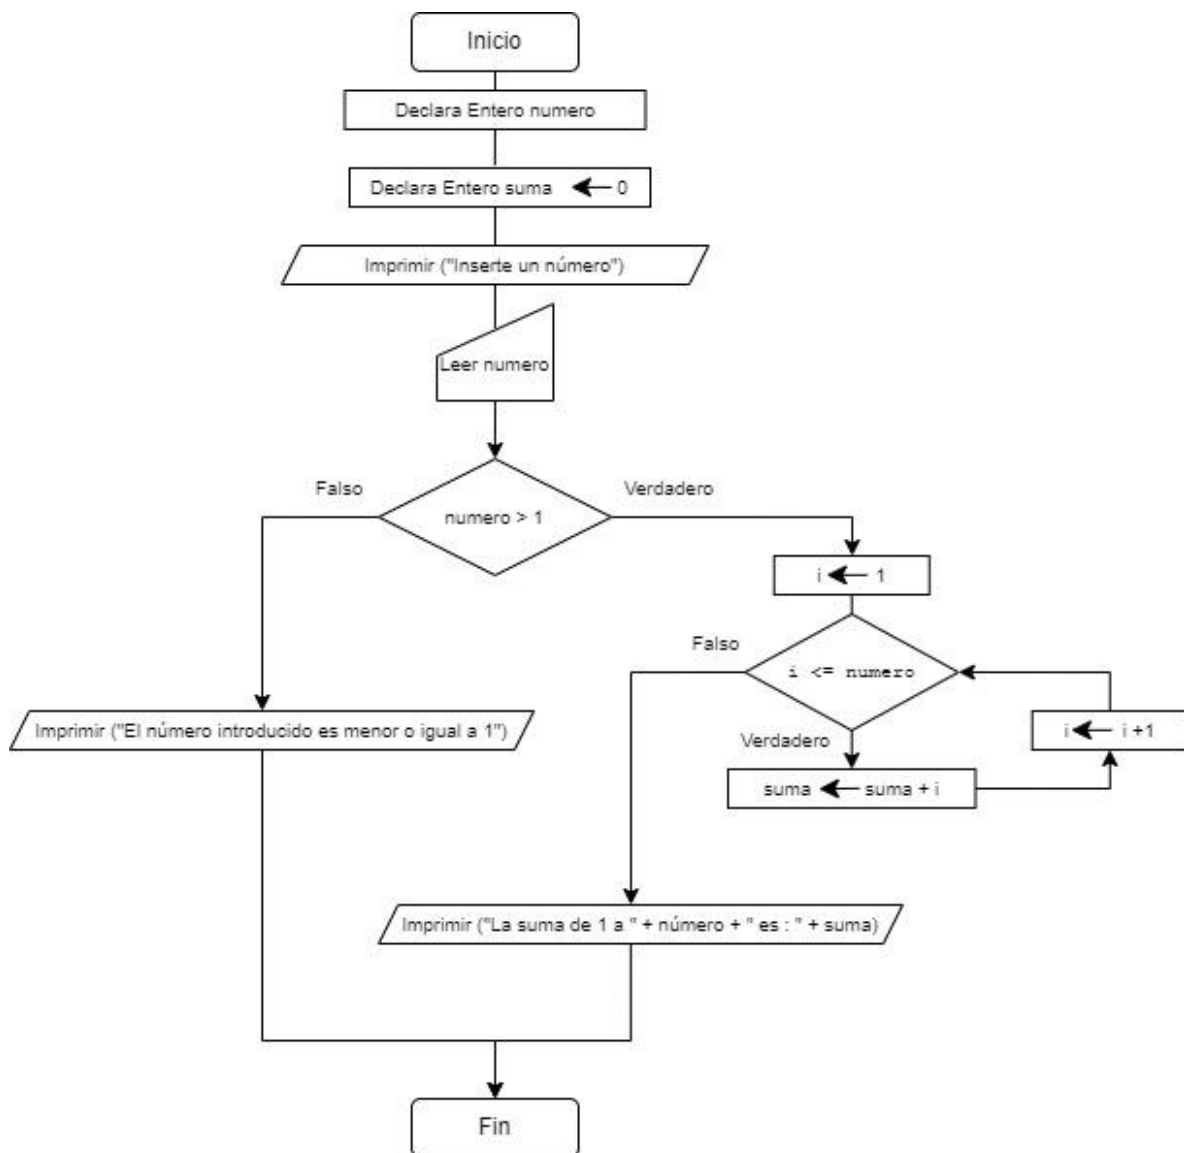 Inicio
Declara Entero numero
Declara Entero suma ← 0
Imprimir ("Inserte un número")
Leer numero
Falso
Verdadero
numero > 1
i ← 1
Falso
i <= numero
Imprimir ("El número introducido es menor o igual a 1")
i ← i +1
Verdadero
suma ← suma + i
Imprimir ("La suma de 1 a " + número + " es : " + suma)
Fin